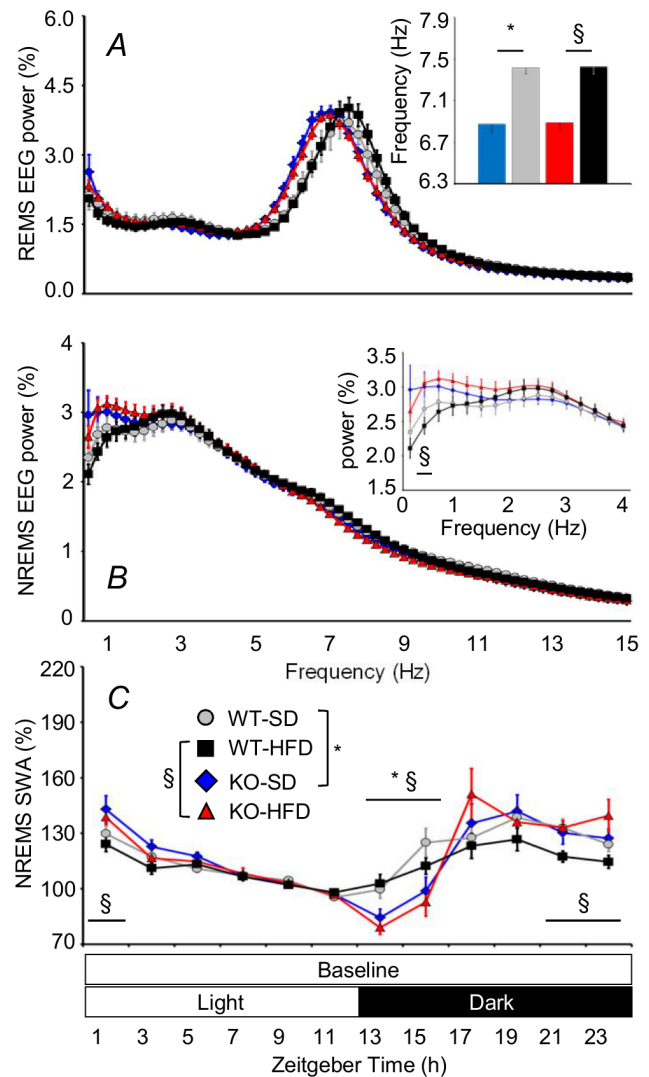 A
REMS EEG power (%)
6.0
4.5
3.0
1.5
0.0
Frequency (Hz)
7.9
7.5
7.1
6.7
6.3
* §
B
NREMS EEG power (%)
4
3
2
1
0
power (%)
3.5
3.0
2.5
2.0
1.5
§
0 1 2 3 4
Frequency (Hz)
1 3 5 7 9 11 13 15
Frequency (Hz)
C
NREMS SWA (%)
220
190
160
130
100
70
WT-SD
WT-HFD
KO-SD
KO-HFD
§
*
* §
§
§
Baseline
Light Dark
1 3 5 7 9 11 13 15 17 19 21 23
Zeitgeber Time (h)